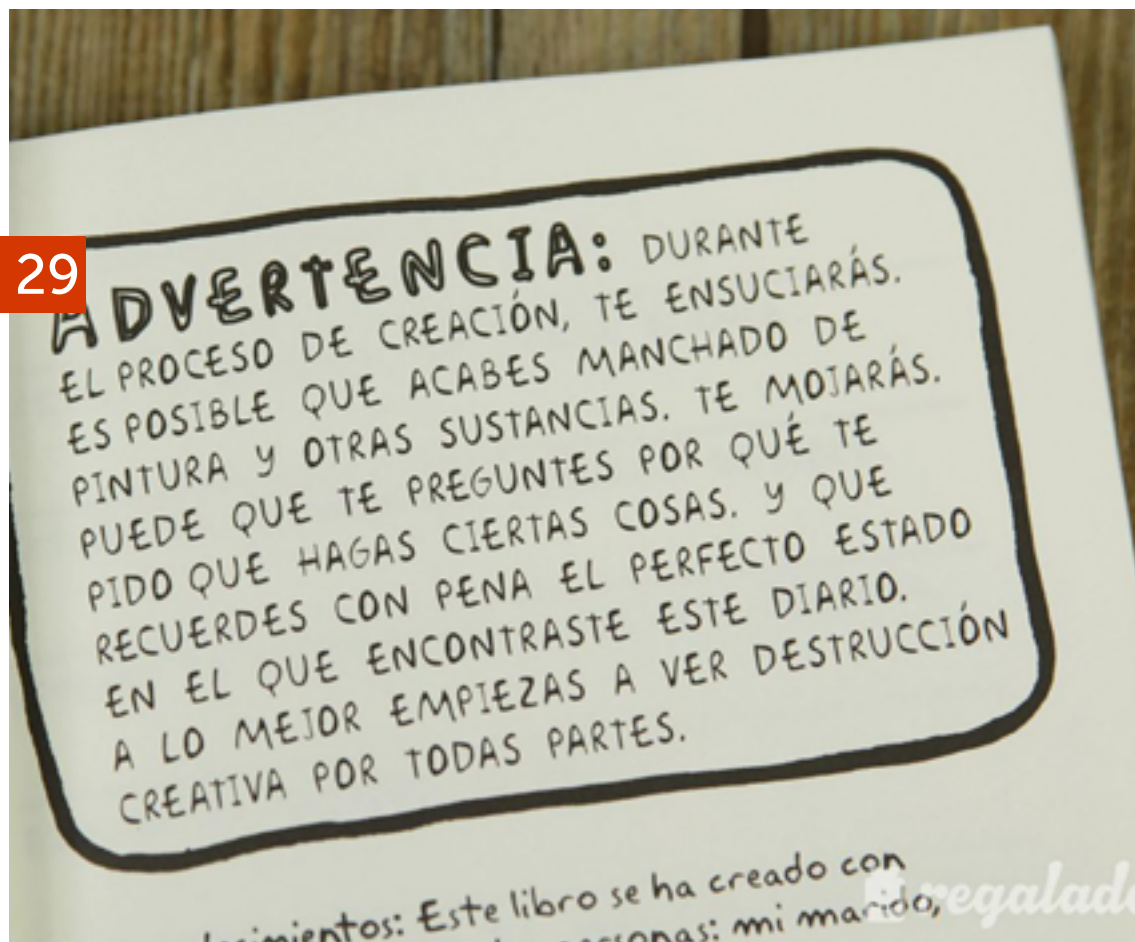 29
ADVERTENCIA: DURANTE
EL PROCESO DE CREACIÓN, TE ENSUCIARÁS.
ES POSIBLE QUE ACABES MANCHADO DE
PINTURA Y OTRAS SUSTANCIAS. TE MOJARÁS.
PUEDE QUE TE PREGUNTES POR QUÉ TE
PIDO QUE HAGAS CIERTAS COSAS. Y QUE
RECUERDES CON PENA EL PERFECTO ESTADO
EN EL QUE ENCONTRASTE ESTE DIARIO.
A LO MEJOR EMPIEZAS A VER DESTRUCCIÓN
CREATIVA POR TODAS PARTES.
Este libro se ha creado con
personas: mi marido,